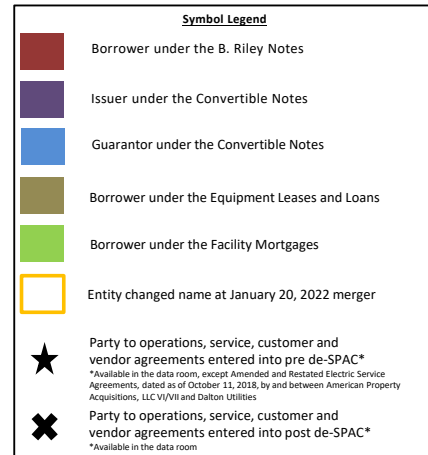 Symbol Legend
Borrower under the B. Riley Notes
Issuer under the Convertible Notes
Guarantor under the Convertible Notes
Borrower under the Equipment Leases and Loans
Borrower under the Facility Mortgages
Entity changed name at January 20, 2022 merger
Party to operations, service, customer and
vendor agreements entered into pre de-SPAC*
*Available in the data room, except Amended and Restated Electric Service
Agreements, dated as of October 11, 2018, by and between American Property
Acquisitions, LLC VI/VII and Dalton Utilities
Party to operations, service, customer and
vendor agreements entered into post de-SPAC*
*Available in the data room